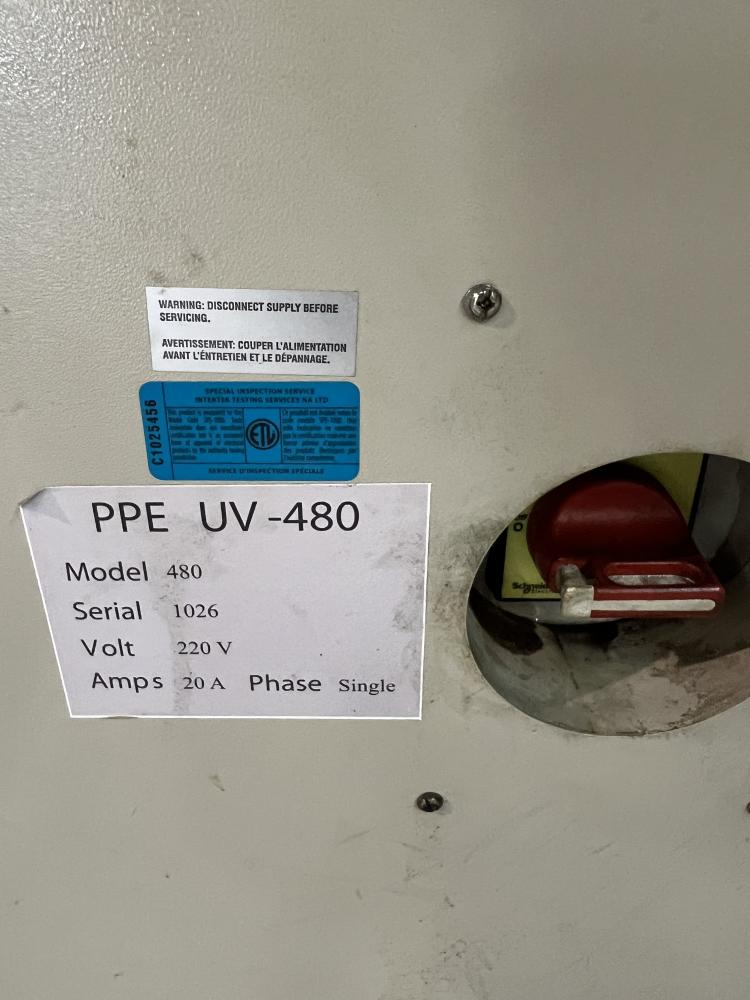 WARNING: DISCONNECT SUPPLY BEFORE
SERVICING.
AVERTISSEMENT: COUPER L'ALIMENTATION
AVANT L'ÉNTRETIEN ET LE DÉPANNAGE.
C1025456
SPECIAL INSPECTION SERVICE
INTERTEK TESTING SERVICES NA LTD
ETL
SERVICE D'INSPECTION SPÉCIALE
PPE UV-480
Model 480
Serial 1026
Volt 220 V
Amps 20 A Phase Single
O